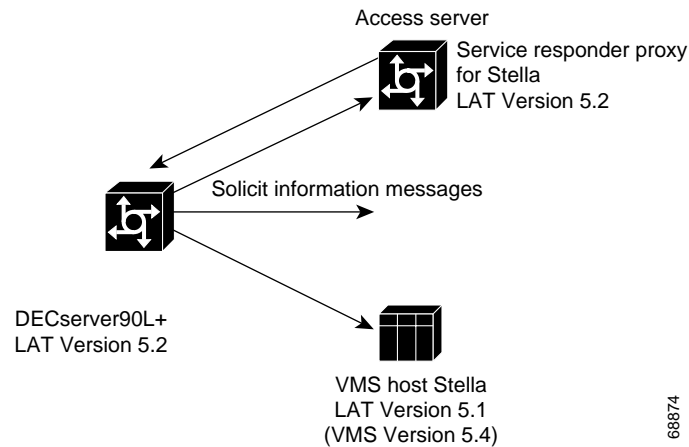 Access server
Service responder proxy
for Stella
LAT Version 5.2
Solicit information messages
DECserver90L+
LAT Version 5.2
VMS host Stella
LAT Version 5.1
(VMS Version 5.4)
68874